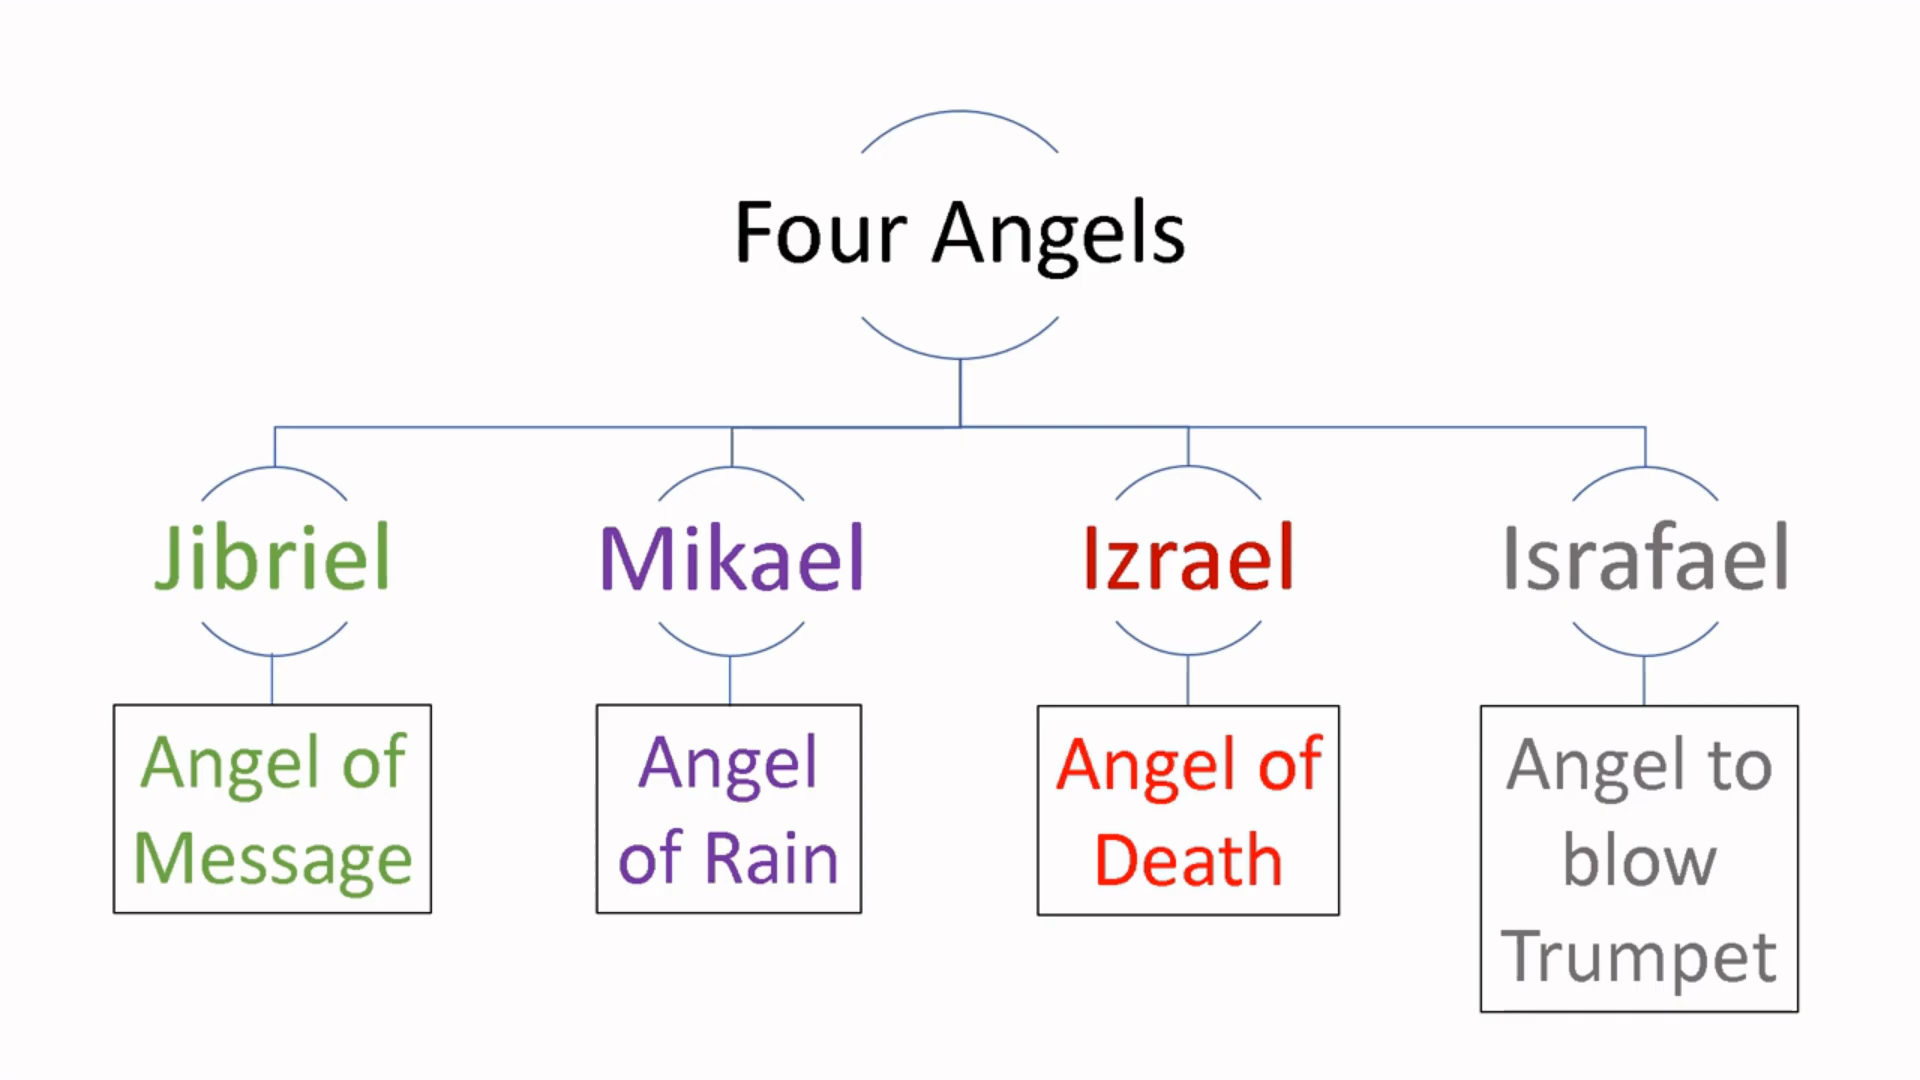 Four Angels
Jibriel
Mikael
Izrael
Israfael
Angel of
Message
Angel
of Rain
Angel of
Death
Angel to
blow
Trumpet